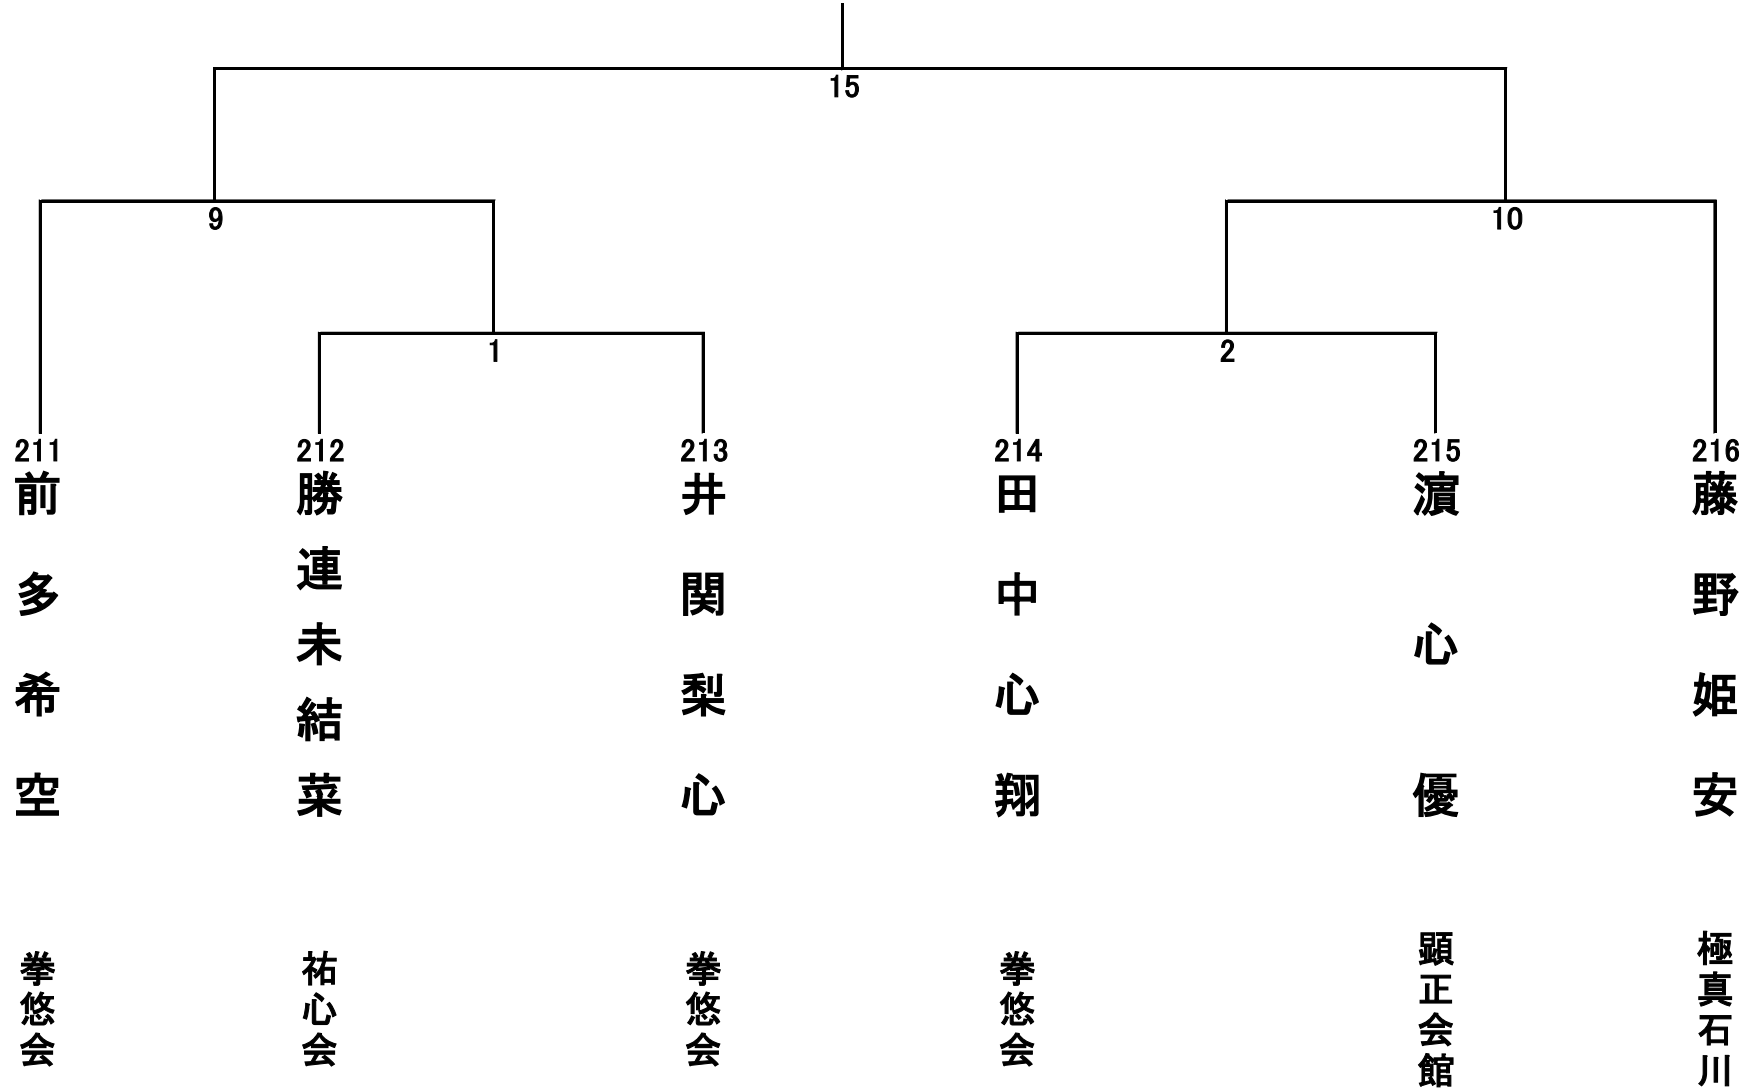 15
9
10
1
2
211
212
213
214
215
216
前多希空
勝連未結菜
井関梨心
田中心翔
濵心優
藤野姫安
拳悠会
祐心会
拳悠会
拳悠会
顕正会館
極真石川